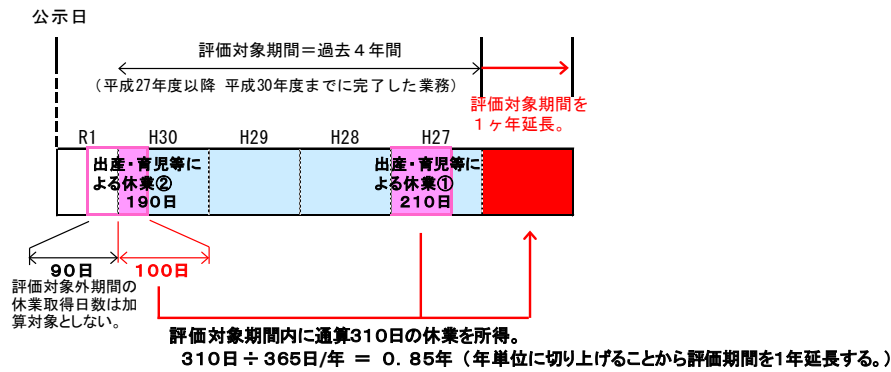 公示日
評価対象期間＝過去４年間
（平成27年度以降 平成30年度までに完了した業務）
評価対象期間を
１ヶ年延長。
R1 H30 H29 H28 H27
出産・育児等に
よる休業②
190日
出産・育児等に
よる休業①
210日
90日
100日
評価対象外期間の
休業取得日数は加
算対象としない。
評価対象期間内に通算310日の休業を所得。
310日÷365日/年 ＝ ０．85年（年単位に切り上げることから評価期間を1年延長する。）